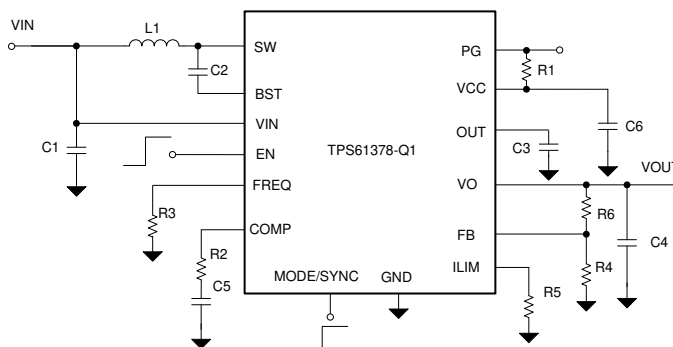 VIN
L1
SW
PG
C2
R1
BST
VCC
VIN
OUT
C6
C1
TPS61378-Q1
C3
EN
VOUT
FREQ
VO
R3
R6
COMP
FB
C4
R2
MODE/SYNC
GND
ILIM
R4
C5
R5